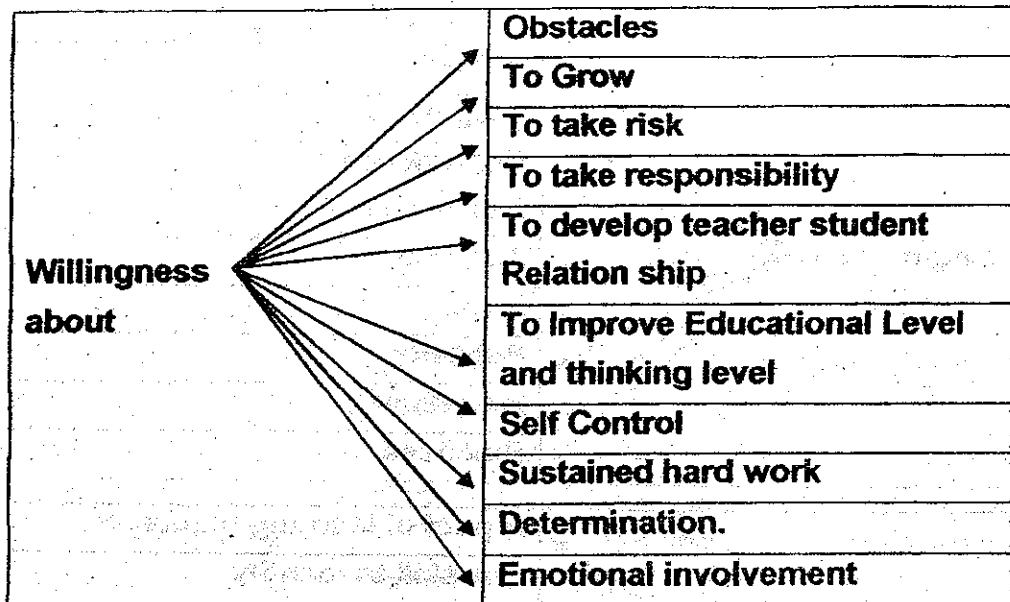 Obstacles
To Grow
To take risk
To take responsibility
To develop teacher student
Relation ship
Willingness
about
To Improve Educational Level
and thinking level
Self Control
Sustained hard work
Determination.
Emotional involvement